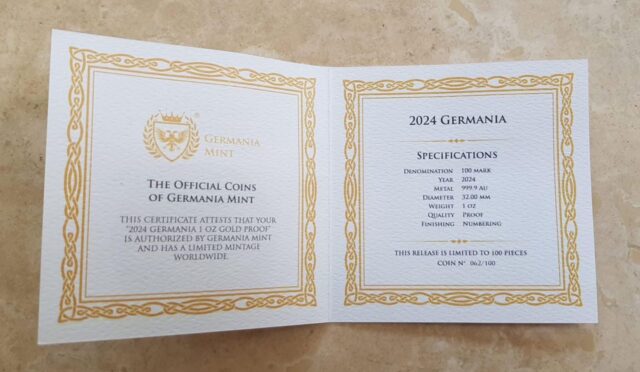 GERMANIA
MINT
®
THE OFFICIAL COINS
OF GERMANIA MINT
THIS CERTIFICATE ATTESTS THAT YOUR
"2024 GERMANIA 1 OZ GOLD PROOF"
IS AUTHORIZED BY GERMANIA MINT
AND HAS A LIMITED MINTAGE
WORLDWIDE.
2024 GERMANIA
SPECIFICATIONS
DENOMINATION 100 MARK
YEAR 2024
METAL 999.9 AU
DIAMETER 32.00 MM
WEIGHT 1 OZ
QUALITY PROOF
FINISHING NUMBERING
THIS RELEASE IS LIMITED TO 100 PIECES
COIN N° 062/100